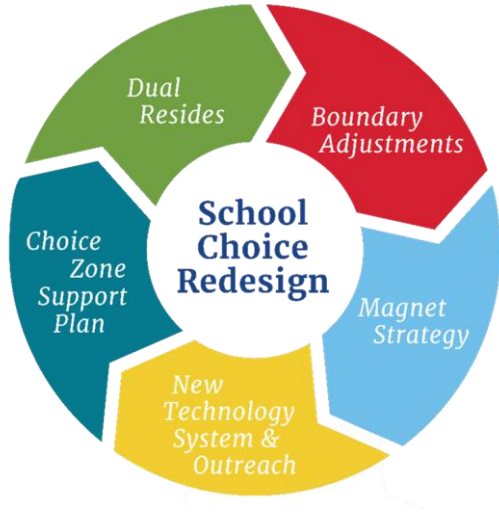 School
Choice
Redesign
Dual
Resides
Boundary
Adjustments
Magnet
Strategy
New
Technology
System &
Outreach
Choice
Zone
Support
Plan